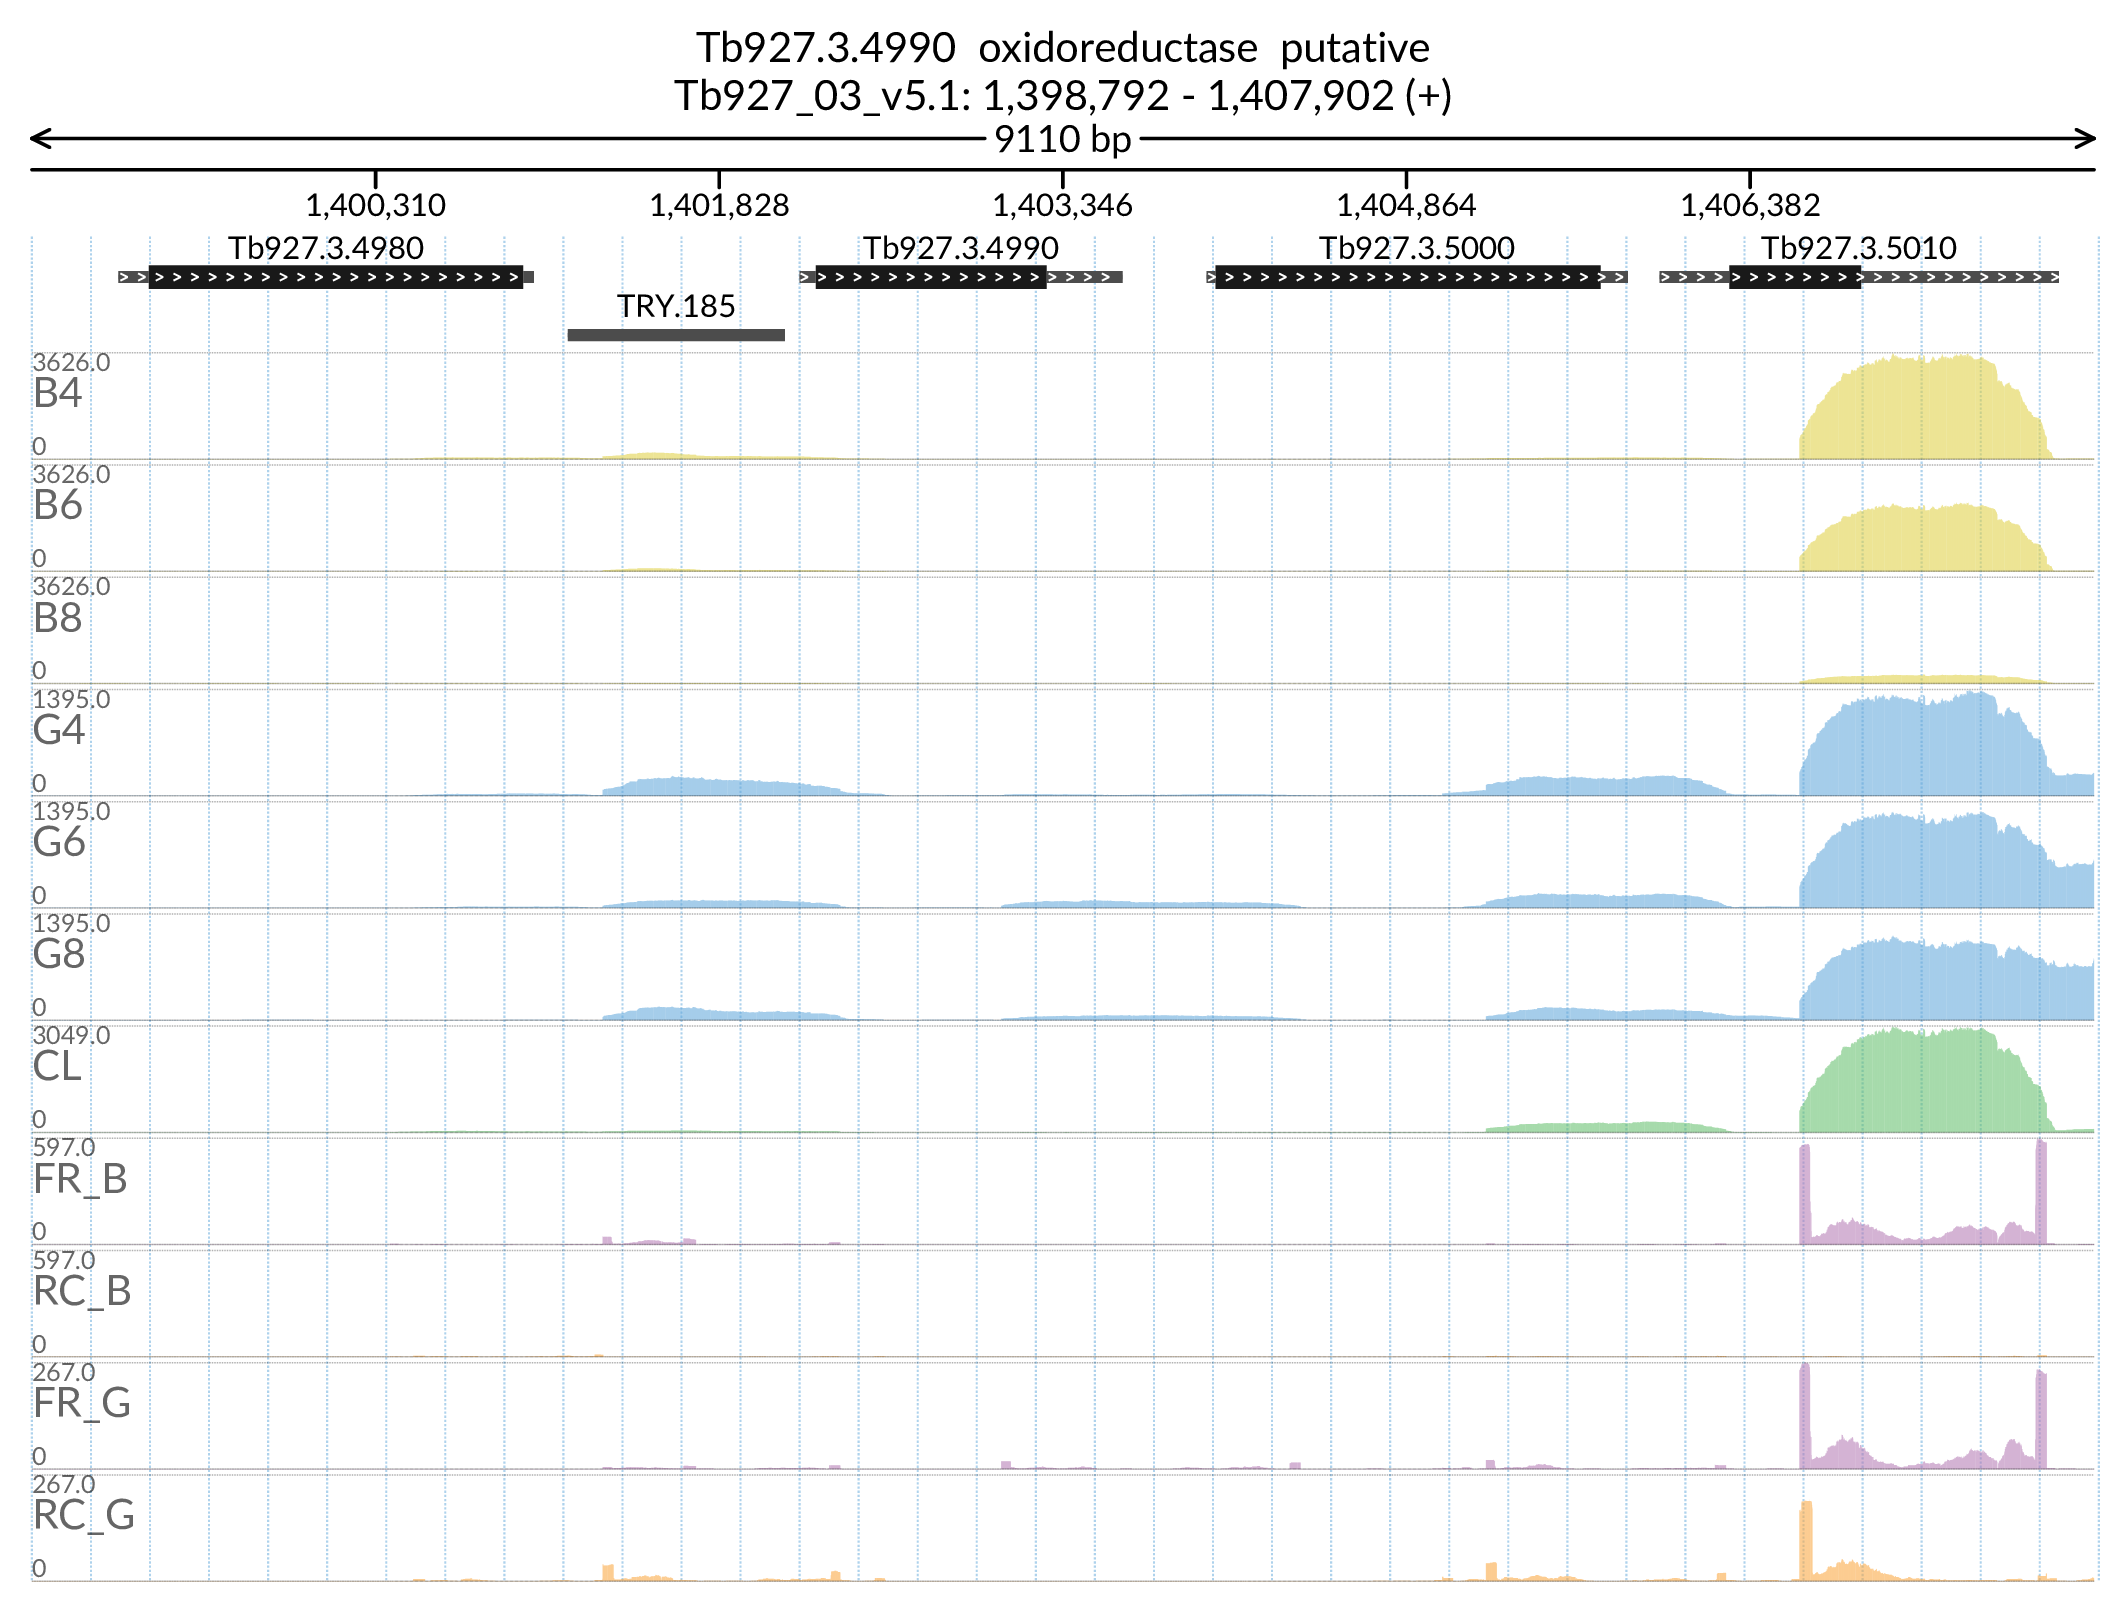 Tb927.3.4990 oxidoreductase putative
Tb927_03_v5.1: 1,398,792 - 1,407,902 (+)
9110 bp
1,400,310 1,401,828 1,403,346 1,404,864 1,406,382
Tb927.3.4980 Tb927.3.4990 Tb927.3.5000 Tb927.3.5010
TRY.185
3626.0
B4
0
3626.0
B6
0
3626.0
B8
0
1395.0
G4
0
1395.0
G6
0
1395.0
G8
0
3049.0
CL
0
597.0
FR_B
0
597.0
RC_B
0
267.0
FR_G
0
267.0
RC_G
0